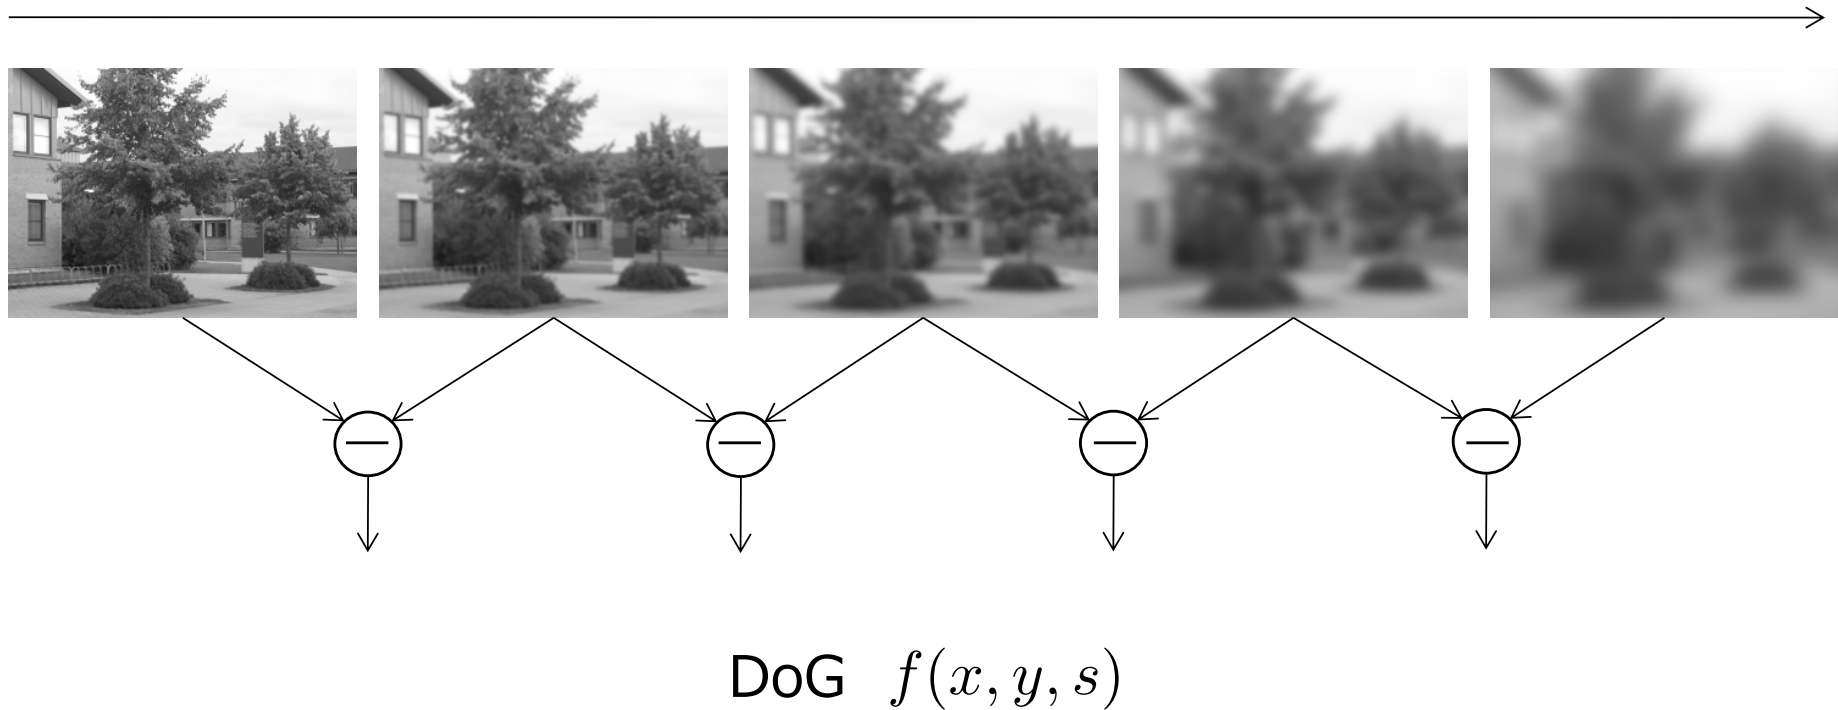 DoG f(x, y, s)